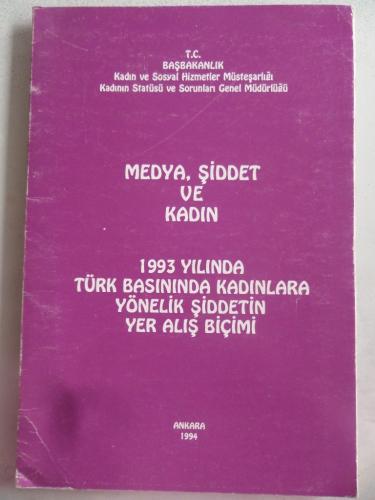 T.C.
BAŞBAKANLIK
Kadın ve Sosyal Hizmetler Müsteşarlığı
Kadının Statüsü ve Sorunları Genel Müdürlüğü
MEDYA, ŞİDDET
VE
KADIN
1993 YILINDA
TÜRK BASININDA KADINLARA
YÖNELİK ŞİDDETİN
YER ALIŞ BİÇİMİ
ANKARA
1994